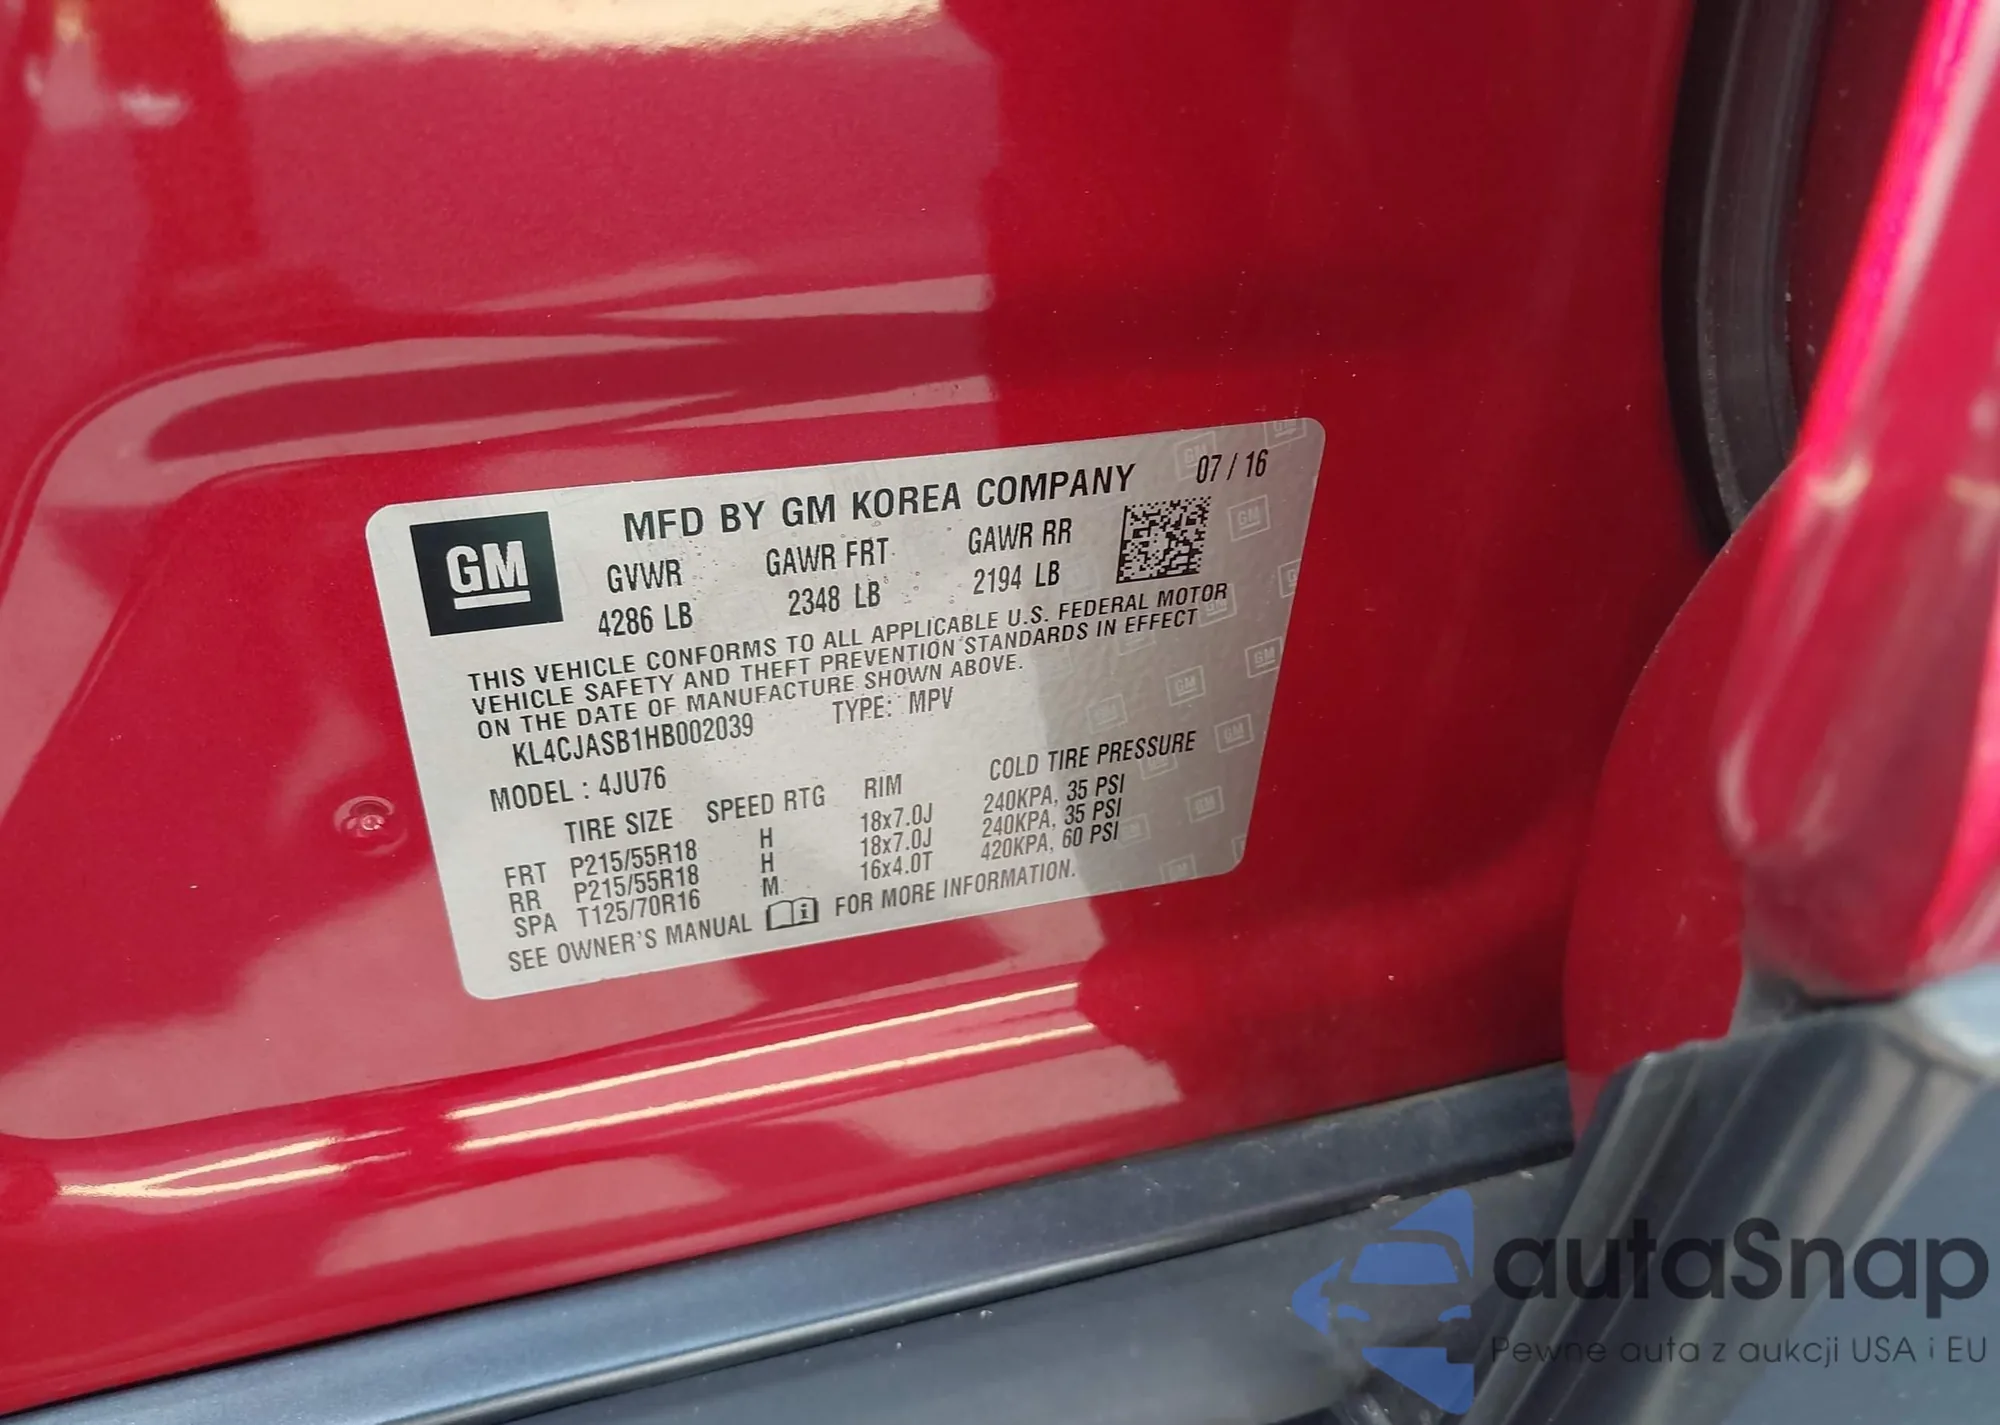 MFD BY GM KOREA COMPANY 07 / 16
GM
GVWR GAWR FRT GAWR RR
4286 LB 2348 LB 2194 LB
THIS VEHICLE CONFORMS TO ALL APPLICABLE U.S. FEDERAL MOTOR
VEHICLE SAFETY AND THEFT PREVENTION STANDARDS IN EFFECT
ON THE DATE OF MANUFACTURE SHOWN ABOVE.
KL4CJASB1HB002039 TYPE: MPV
MODEL : 4JU76
TIRE SIZE SPEED RTG RIM COLD TIRE PRESSURE
FRT P215/55R18 H 18x7.0J 240KPA, 35 PSI
RR P215/55R18 H 18x7.0J 240KPA, 35 PSI
SPA T125/70R16 M 16x4.0T 420KPA, 60 PSI
SEE OWNER'S MANUAL i FOR MORE INFORMATION.
autaSnap
Pewne auta z aukcji USA i EU